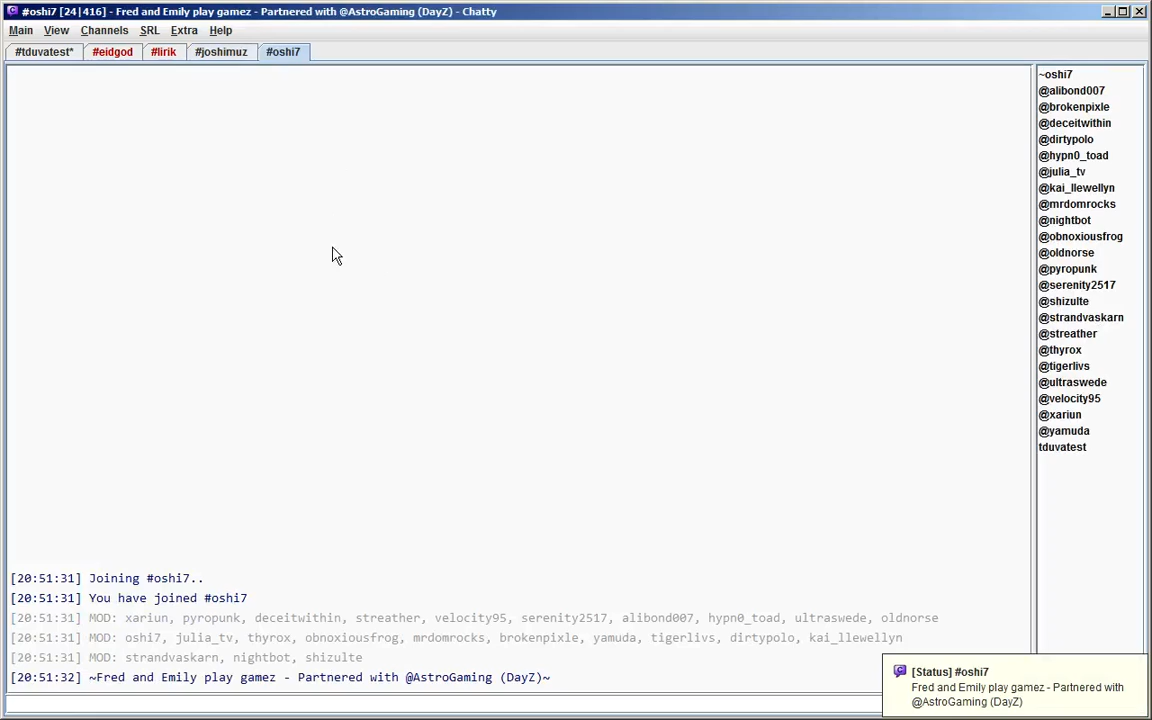 #oshi7 [24|416] - Fred and Emily play gamez - Partnered with @AstroGaming (DayZ) - Chatty
Main View Channels SRL Extra Help
#tduvatest* #eidgod #lirik #joshimuz #oshi7
~oshi7
@alibond007
@brokenpixle
@deceitwithin
@dirtypolo
@hypn0_toad
@julia_tv
@kai_llewellyn
@mrdomrocks
@nightbot
@obnoxiousfrog
@oldnorse
@pyropunk
@serenity2517
@shizulte
@strandvaskarn
@streather
@thyrox
@tigerlivs
@ultraswede
@velocity95
@xariun
@yamuda
tduvatest
[20:51:31] Joining #oshi7..
[20:51:31] You have joined #oshi7
[20:51:31] MOD: xariun, pyropunk, deceitwithin, streather, velocity95, serenity2517, alibond007, hypn0_toad, ultraswede, oldnorse
[20:51:31] MOD: oshi7, julia_tv, thyrox, obnoxiousfrog, mrdomrocks, brokenpixle, yamuda, tigerlivs, dirtypolo, kai_llewellyn
[20:51:31] MOD: strandvaskarn, nightbot, shizulte
[20:51:32] ~Fred and Emily play gamez - Partnered with @AstroGaming (DayZ)~
[Status] #oshi7
Fred and Emily play gamez - Partnered with
@AstroGaming (DayZ)